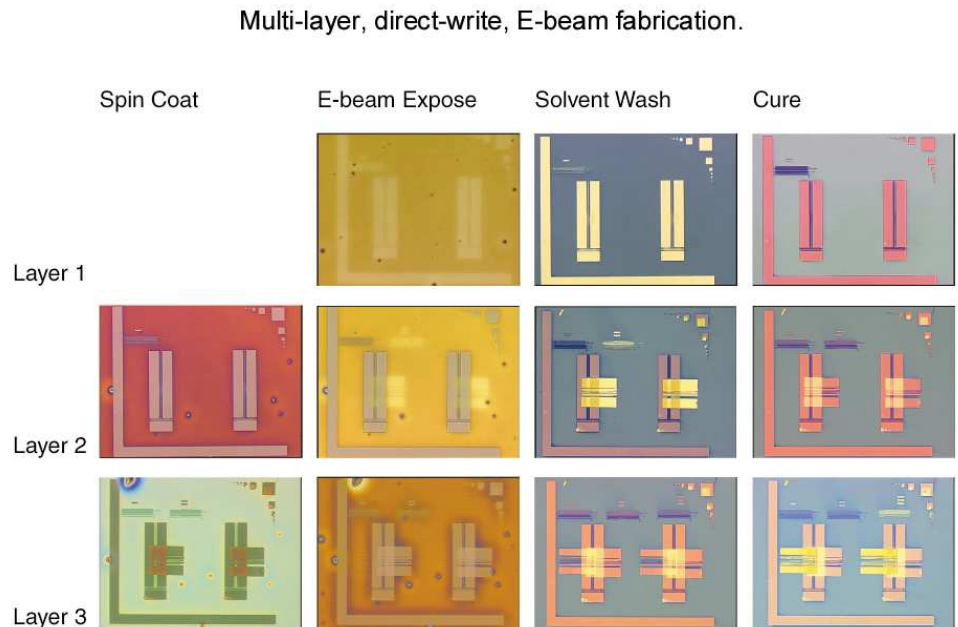 Multi-layer, direct-write, E-beam fabrication.
Spin Coat E-beam Expose Solvent Wash Cure
Layer 1
Layer 2
Layer 3